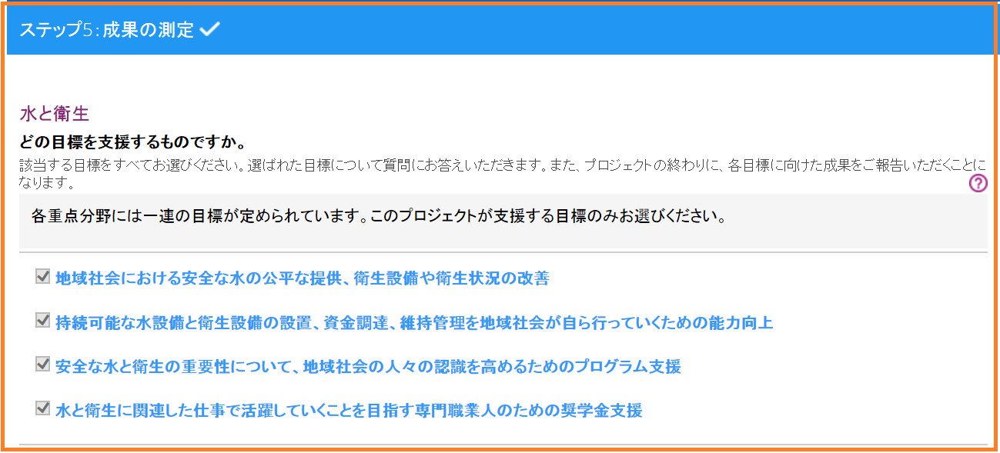 ステップ5:成果の測定
水と衛生
どの目標を支援するものですか。
該当する目標をすべてお選びください。選ばれた目標について質問にお答えいただきます。また、プロジェクトの終わりに、各目標に向けた成果をご報告いただくことに
なります。
?
各重点分野には一連の目標が定められています。このプロジェクトが支援する目標のみお選びください。
地域社会における安全な水の公平な提供、衛生設備や衛生状況の改善
持続可能な水設備と衛生設備の設置、資金調達、維持管理を地域社会が自ら行っていくための能力向上
安全な水と衛生の重要性について、地域社会の人々の認識を高めるためのプログラム支援
水と衛生に関連した仕事で活躍していくことを目指す専門職業人のための奨学金支援